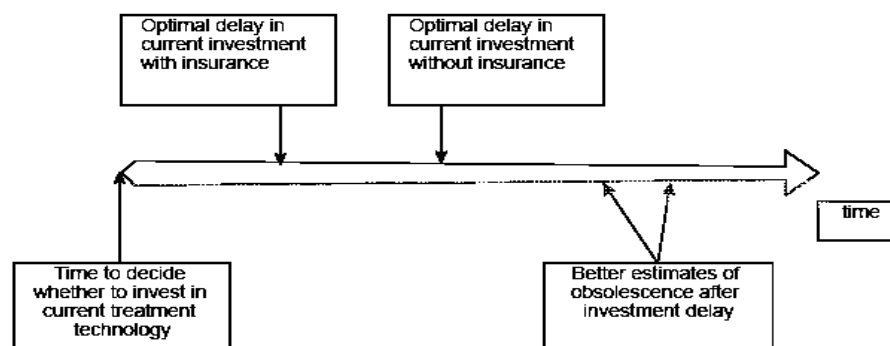 Optimal delay in
current investment
with insurance
Optimal delay in
current investment
without insurance
time
Time to decide
whether to invest in
current treatment
technology
Better estimates of
obsolescence after
investment delay